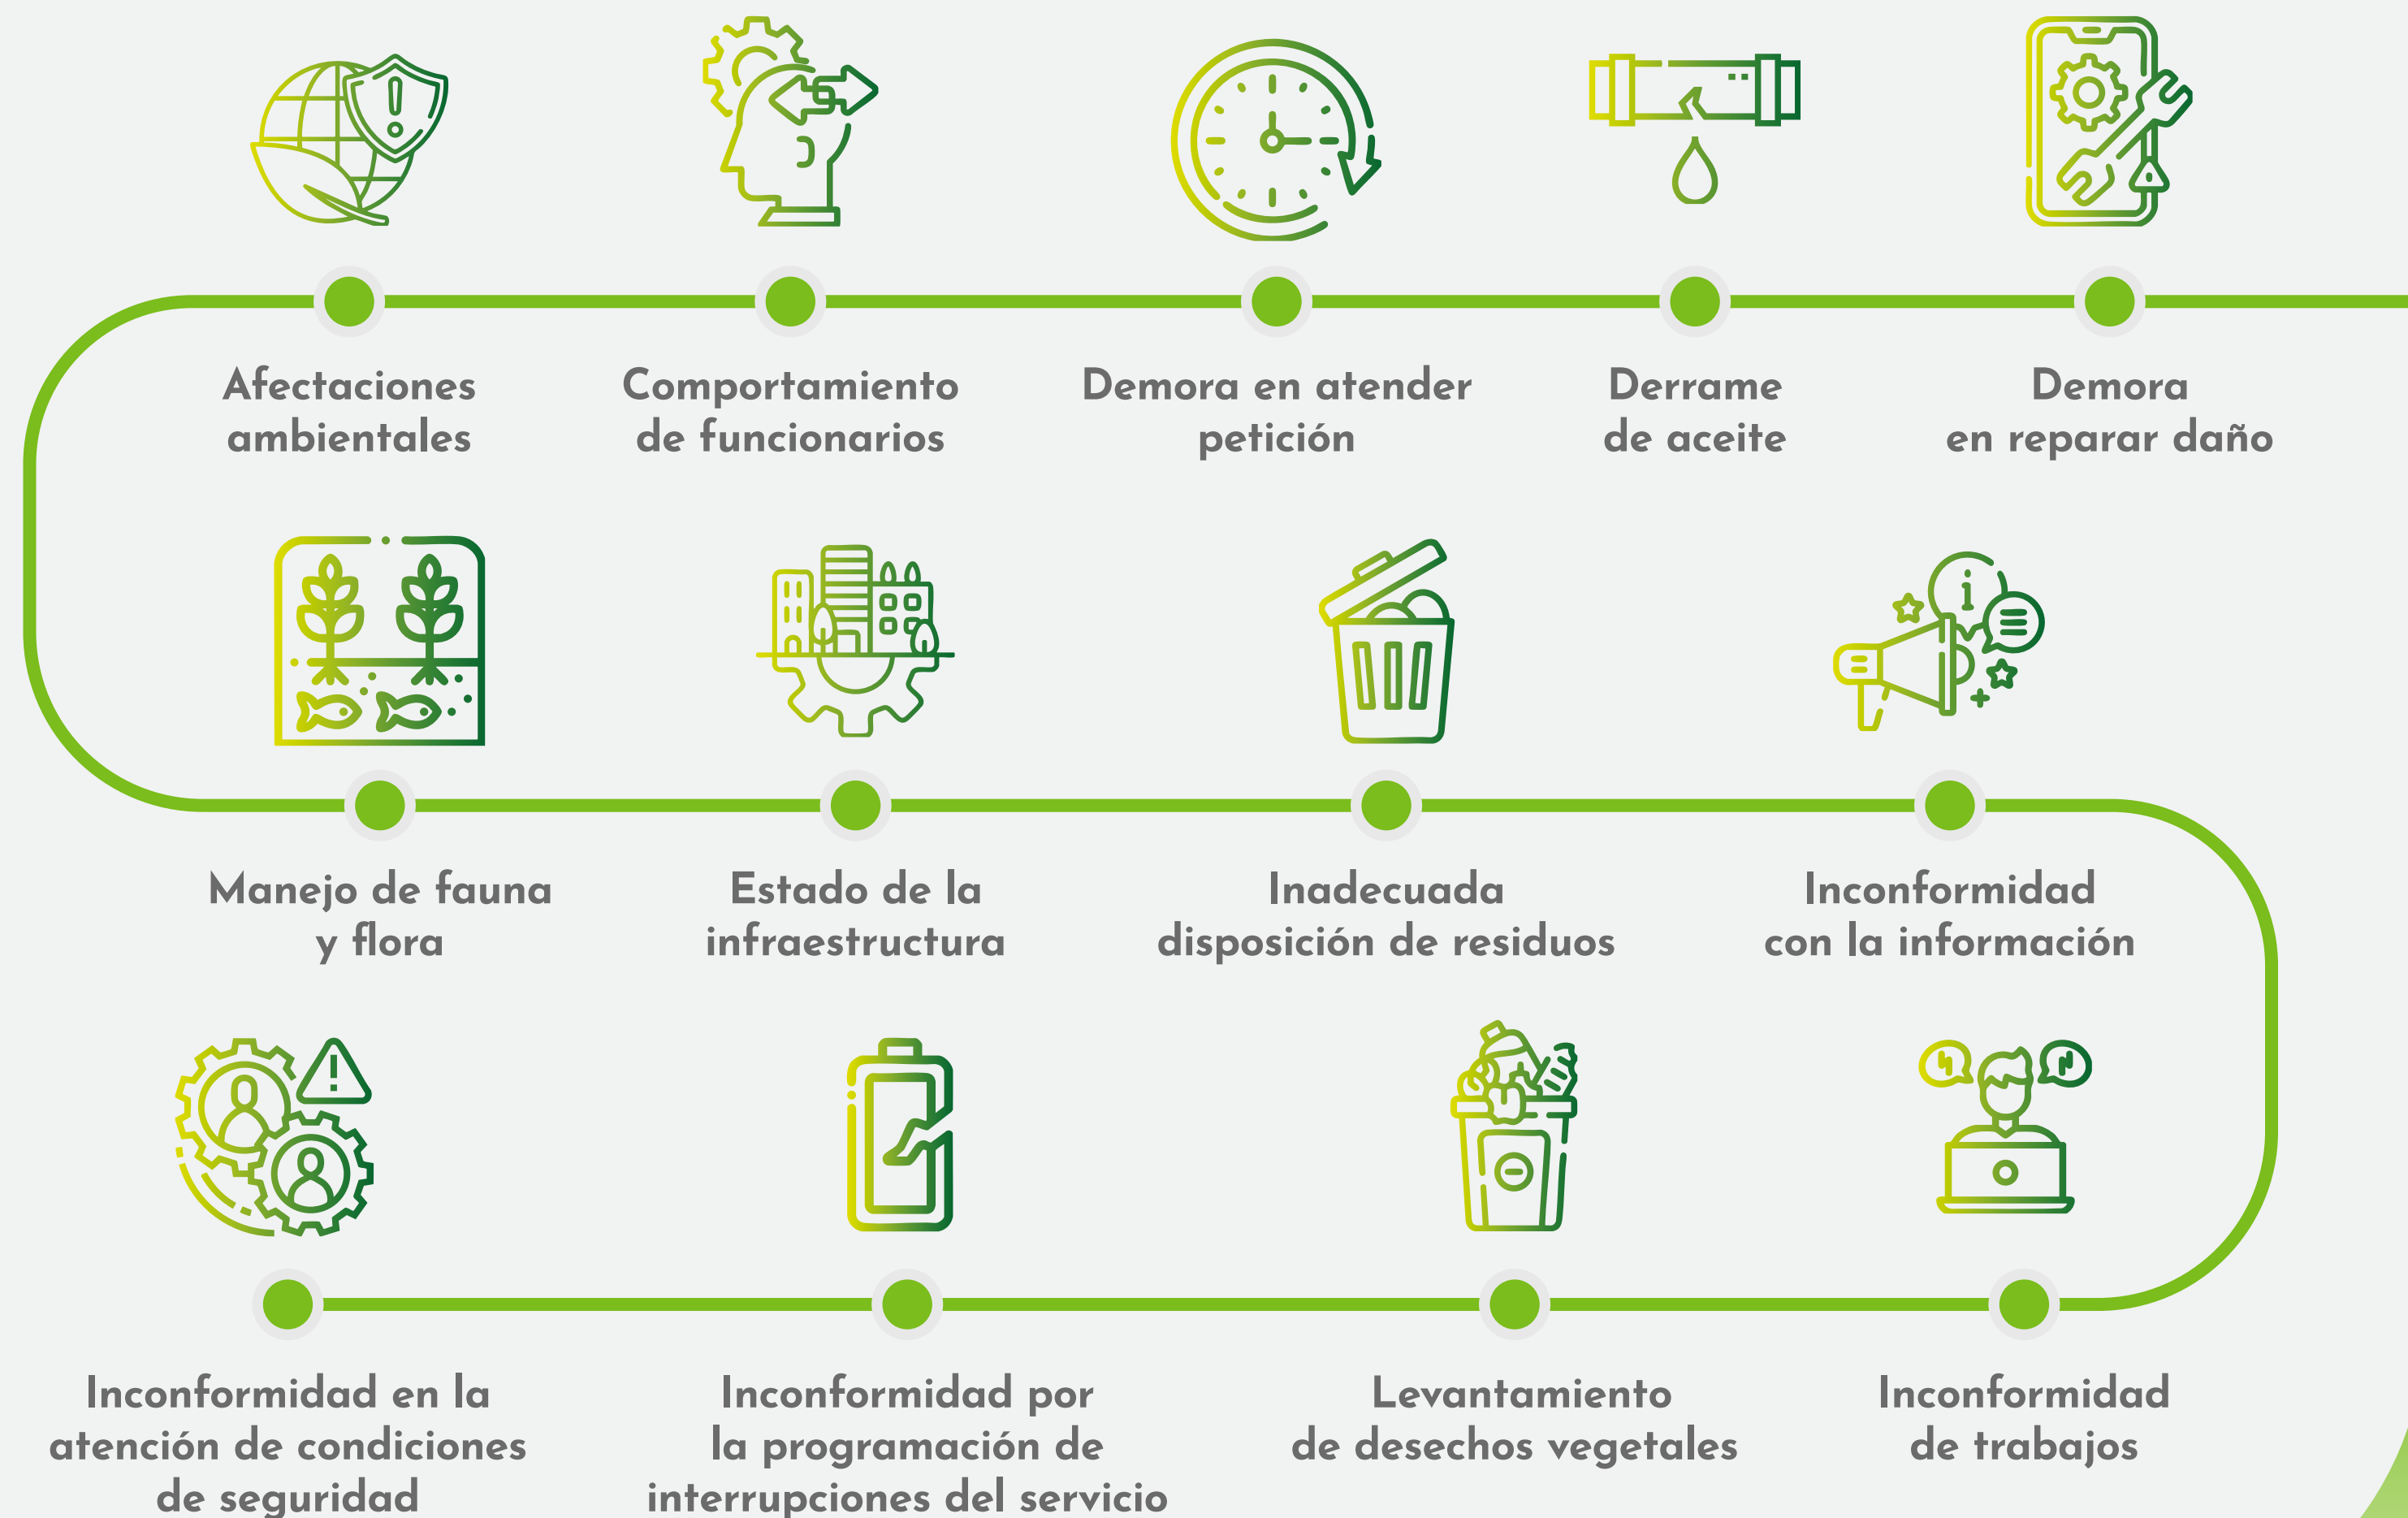 Afectaciones
ambientales
Comportamiento
de funcionarios
Demora en atender
petición
Derrame
de aceite
Demora
en reparar daño
Manejo de fauna
y flora
Estado de la
infraestructura
Inadecuada
disposición de residuos
Inconformidad
con la información
Inconformidad en la
atención de condiciones
de seguridad
Inconformidad por
la programación de
interrupciones del servicio
Levantamiento
de desechos vegetales
Inconformidad
de trabajos